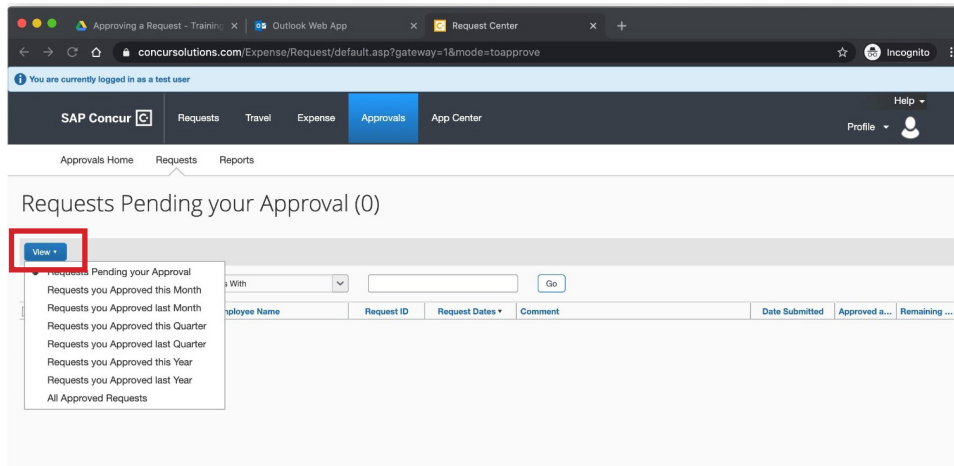 Approving a Request - Training Outlook Web App Request Center
concursolutions.com/Expense/Request/default.asp?gateway=1&mode=toapprove Incognito
You are currently logged in as a test user
Help
SAP Concur C. Requests Travel Expense Approvals App Center
Profile
Approvals Home Requests Reports
Requests Pending your Approval (0)
View
Requests Pending your Approval
s With Go
Requests you Approved this Month
Requests you Approved last Month
mployee Name Request ID Request Dates Comment Date Submitted Approved a... Remaining ...
Requests you Approved this Quarter
Requests you Approved last Quarter
Requests you Approved this Year
Requests you Approved last Year
All Approved Requests